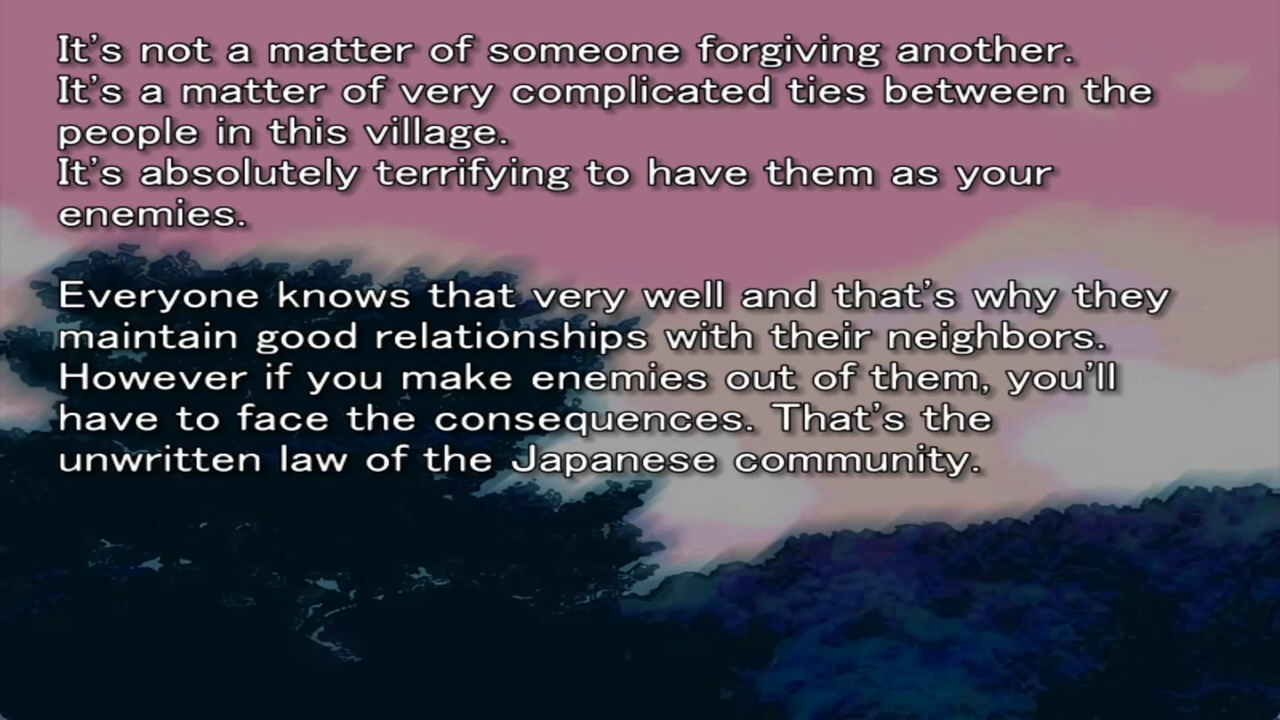 It's not a matter of someone forgiving another.
It's a matter of very complicated ties between the
people in this village.
It's absolutely terrifying to have them as your
enemies.
Everyone knows that very well and that's why they
maintain good relationships with their neighbors.
However if you make enemies out of them, you'll
have to face the consequences. That's the
unwritten law of the Japanese community.